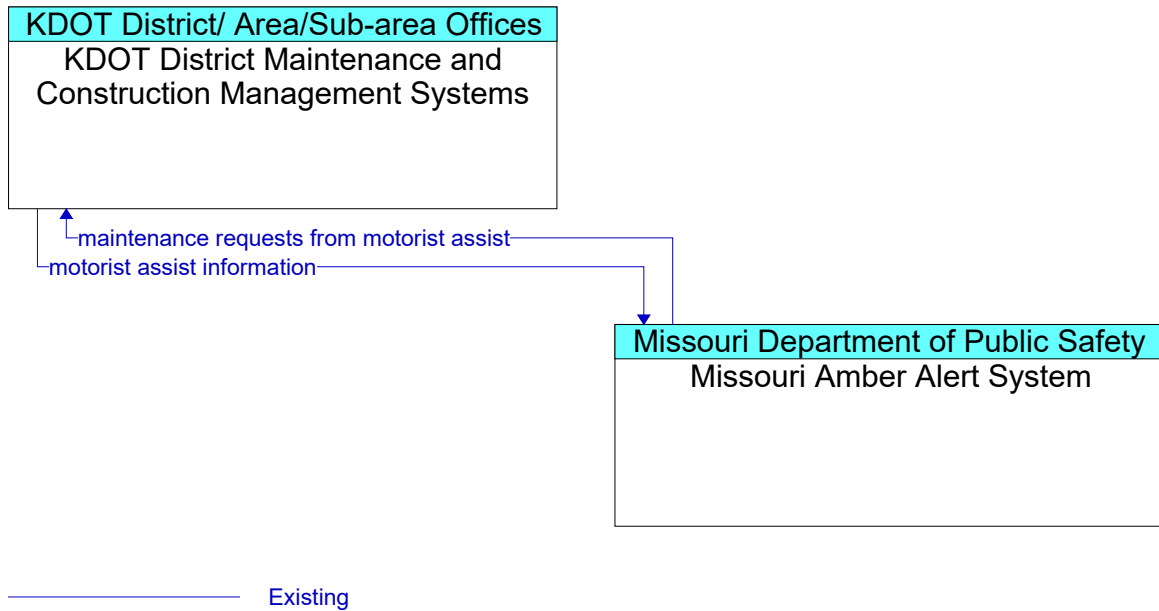 KDOT District/ Area/Sub-area Offices
KDOT District Maintenance and
Construction Management Systems
maintenance requests from motorist assist
motorist assist information
Missouri Department of Public Safety
Missouri Amber Alert System
Existing